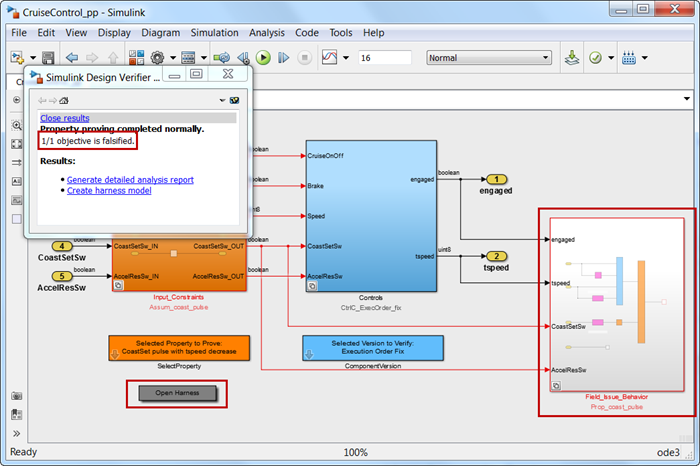 CruiseControl_pp - Simulink
File Edit View Display Diagram Simulation Analysis Code Tools Help
16
Normal
Simulink Design Verifier ...
Close results
Property proving completed normally.
1/1 objective is falsified.
Results:
Generate detailed analysis report
Create harness model
boolean
CruiseOnOff
boolean
Brake
engaged
boolean
1
engaged
uint8
Speed
4
boolean
CoastSetSw
CoastSetSw_IN
CoastSetSw_OUT
boolean
CoastSetSw
tspeed
uint8
2
tspeed
5
boolean
AccelResSw
AccelResSw_IN
AccelResSw_OUT
boolean
AccelResSw
Input_Constraints
Assum_coast_pulse
Controls
CtrlC_ExecOrder_fix
engaged
tspeed
CoastSetSw
AccelResSw
Field_Issue_Behavior
Prop_coast_pulse
Selected Property to Prove:
CoastSet pulse with tspeed decrease
SelectProperty
Selected Version to Verify:
Execution Order Fix
ComponentVersion
Open Harness
Ready
100%
ode3